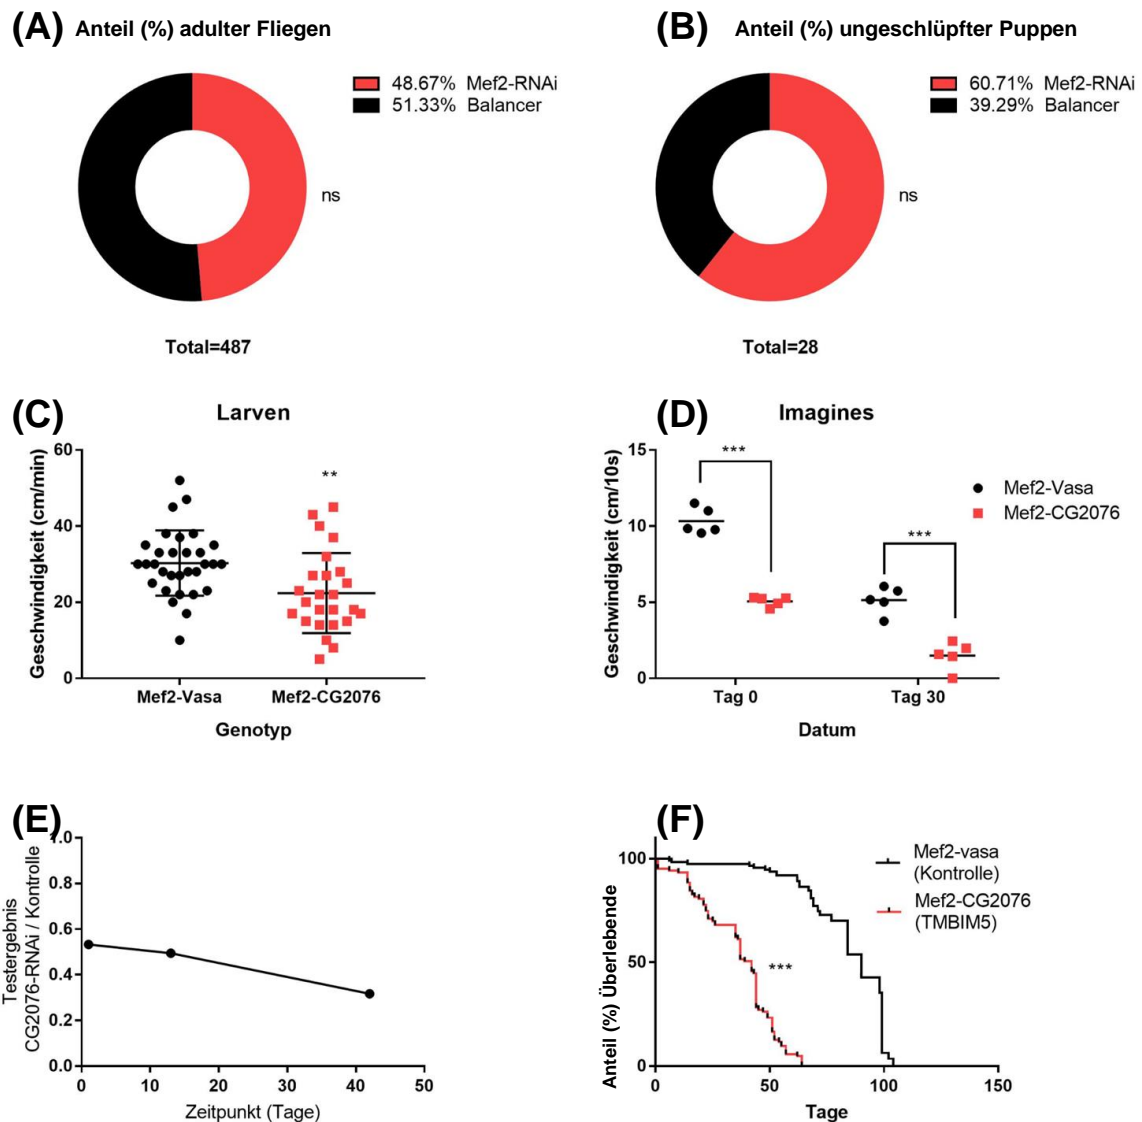 (A) Anteil (%) adulter Fliegen
48.67% Mef2-RNAi
51.33% Balancer
ns
Total=487
(B) Anteil (%) ungeschlüpfter Puppen
60.71% Mef2-RNAi
39.29% Balancer
ns
Total=28
(C) Larven
Geschwindigkeit (cm/min)
60
40
20
0
**
Mef2-Vasa Mef2-CG2076
Genotyp
(D) Imagines
Geschwindigkeit (cm/10s)
15
10
5
0
***
***
Mef2-Vasa
Mef2-CG2076
Tag 0 Tag 30
Datum
(E)
Testergebnis
CG2076-RNAi / Kontrolle
1.0
0.8
0.6
0.4
0.2
0.0
0 10 20 30 40 50
Zeitpunkt (Tage)
(F)
Anteil (%) Überlebende
100
50
0
***
Mef2-vasa
(Kontrolle)
Mef2-CG2076
(TMBIM5)
0 50 100 150
Tage